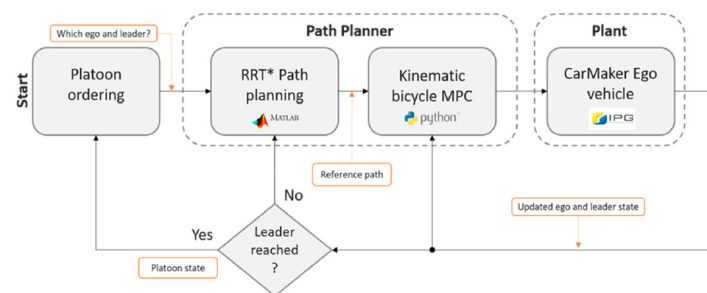 Which ego and leader?
Path Planner
Plant
Start
Platoon
ordering
RRT* Path
planning
MATLAB
Kinematic
bicycle MPC
python
CarMaker Ego
vehicle
IPG
Reference path
No
Updated ego and leader state
Yes
Leader
reached
?
Platoon state